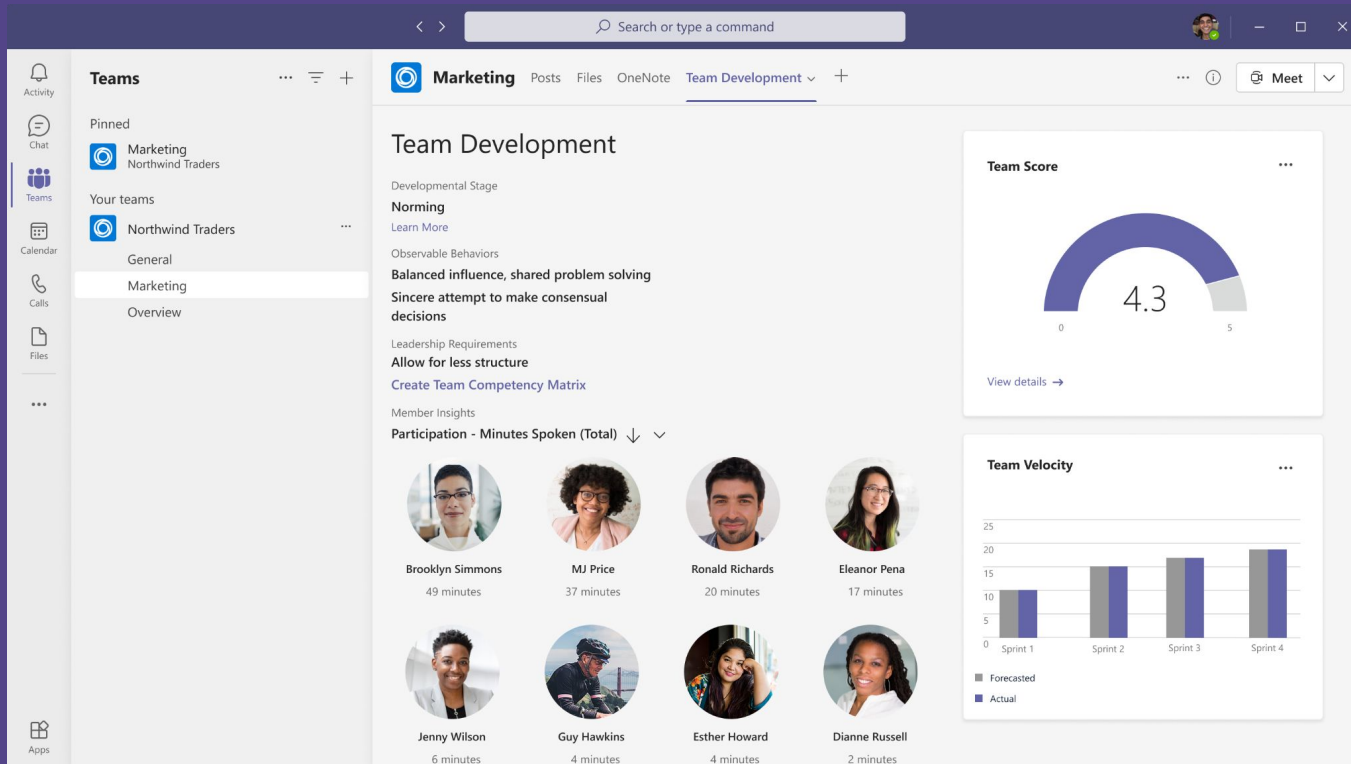 Search or type a command
Activity
Chat
Teams
Calendar
Calls
Files
Apps
Teams
Pinned
Marketing
Northwind Traders
Your teams
Northwind Traders
General
Marketing
Overview
Marketing Posts Files OneNote Team Development
Meet
Team Development
Developmental Stage
Norming
Learn More
Observable Behaviors
Balanced influence, shared problem solving
Sincere attempt to make consensual
decisions
Leadership Requirements
Allow for less structure
Create Team Competency Matrix
Member Insights
Participation - Minutes Spoken (Total)
Brooklyn Simmons MJ Price Ronald Richards Eleanor Pena
49 minutes 37 minutes 20 minutes 17 minutes
Jenny Wilson Guy Hawkins Esther Howard Dianne Russell
6 minutes 4 minutes 4 minutes 2 minutes
Team Score
4.3
0 5
View details →
Team Velocity
25
20
15
10
5
0
Sprint 1 Sprint 2 Sprint 3 Sprint 4
Forecasted
Actual